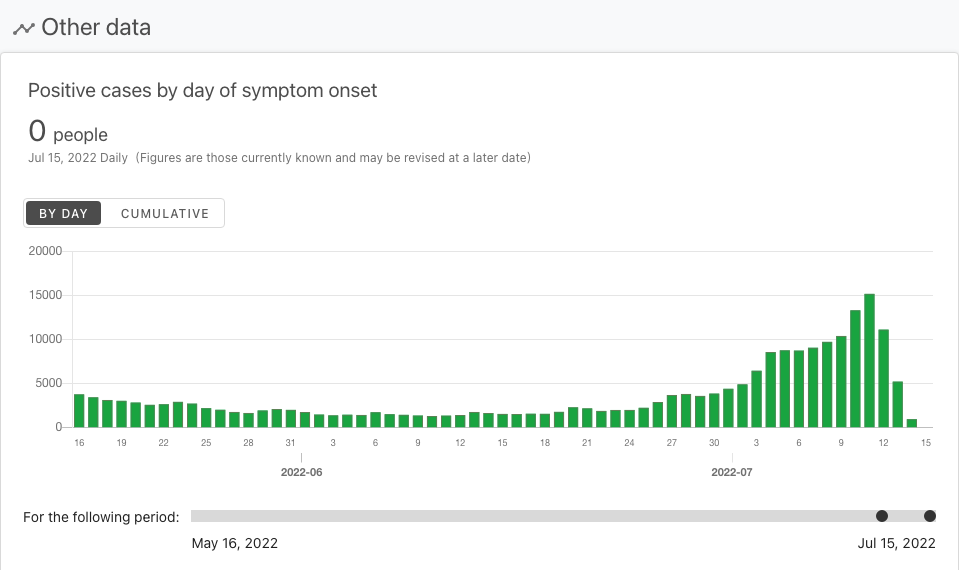 Other data
Positive cases by day of symptom onset
0 people
Jul 15, 2022 Daily (Figures are those currently known and may be revised at a later date)
BY DAY CUMULATIVE
20000
15000
10000
5000
0
16 19 22 25 28 31 3 6 9 12 15 18 21 24 27 30 3 6 9 12 15
2022-06 2022-07
For the following period:
May 16, 2022 Jul 15, 2022